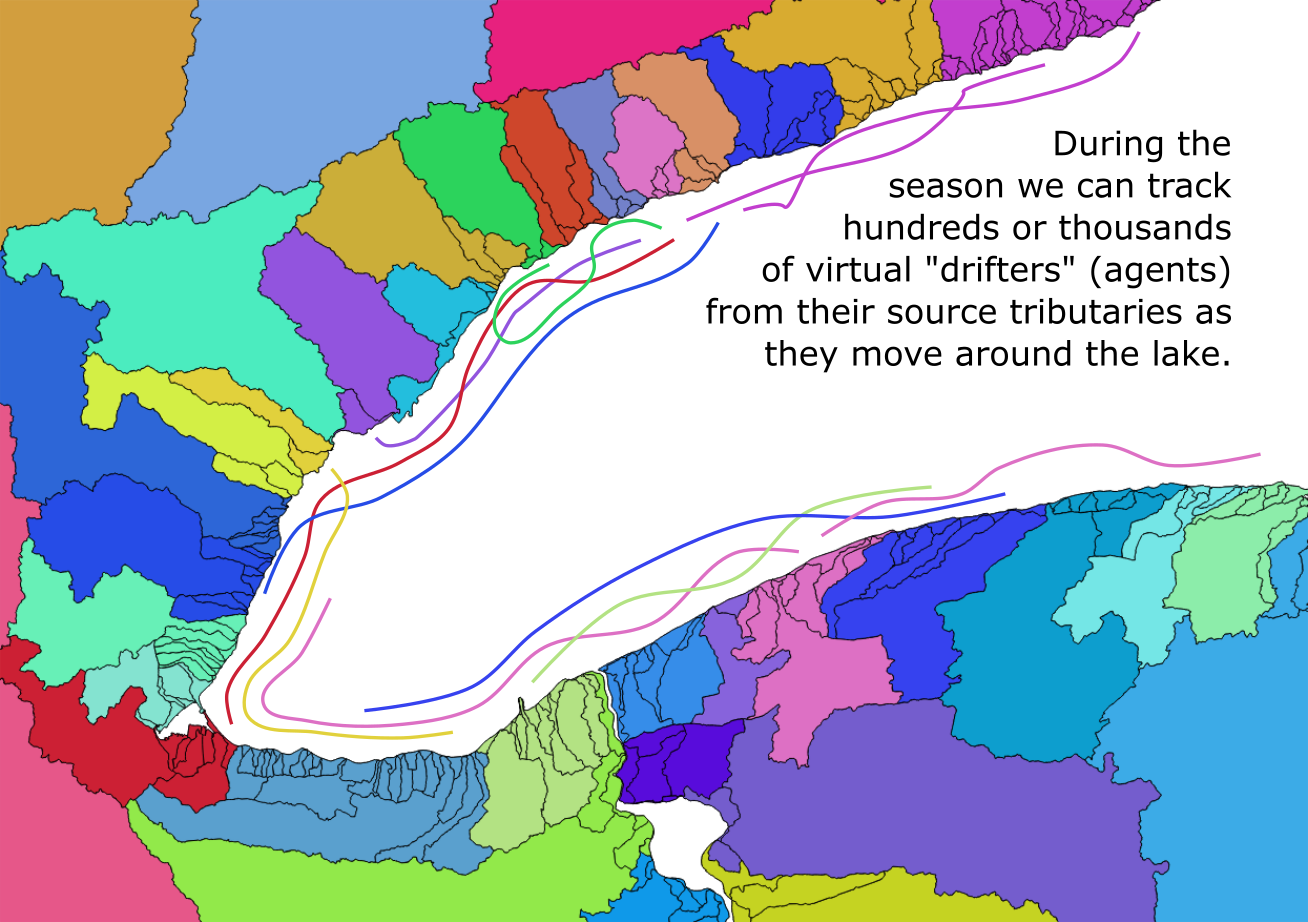 During the
season we can track
hundreds or thousands
of virtual "drifters" (agents)
from their source tributaries as
they move around the lake.